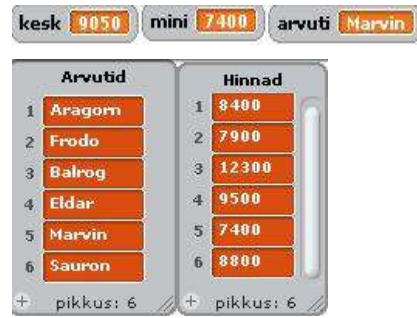 kesk 9050 mini 7400 arvuti Marvin
Arvutid
1 Aragorn
2 Frodo
3 Balrog
4 Eldar
5 Marvin
6 Sauron
+ pikkus: 6
Hinnad
1 8400
2 7900
3 12300
4 9500
5 7400
6 8800
+ pikkus: 6